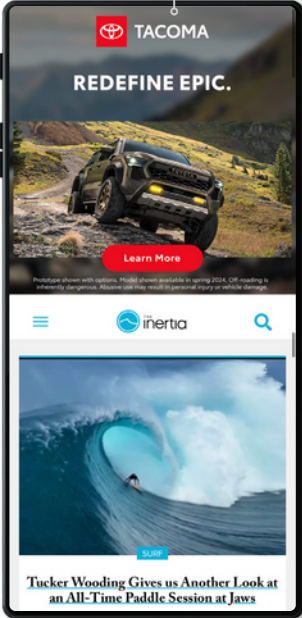 TACOMA
REDEFINE EPIC.
TOYOTA
Learn More
Prototype shown with options. Model shown available in spring 2024. Off-roading is
inherently dangerous. Abusive use may result in personal injury or vehicle damage.
THE
inertia
SURF
Tucker Wooding Gives us Another Look at
an All-Time Paddle Session at Jaws